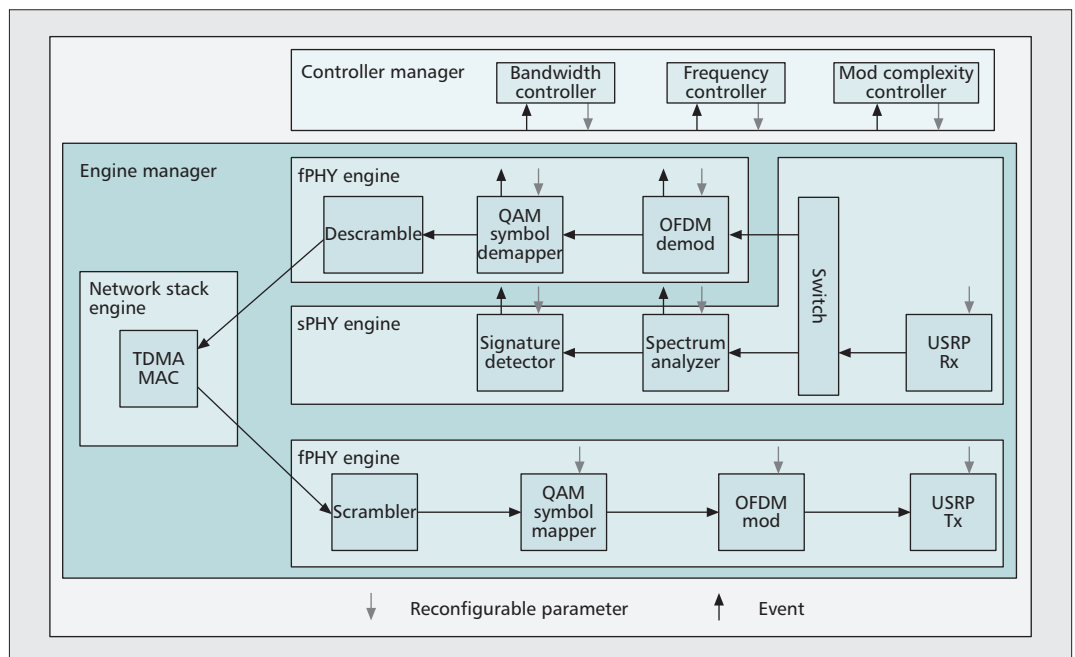 Controller manager
Bandwidth
controller
Frequency
controller
Mod complexity
controller
Engine manager
fPHY engine
Descramble
QAM
symbol
demapper
OFDM
demod
Switch
Network stack
engine
TDMA
MAC
sPHY engine
Signature
detector
Spectrum
analyzer
USRP
Rx
fPHY engine
Scrambler
QAM
symbol
mapper
OFDM
mod
USRP
Tx
Reconfigurable parameter
Event